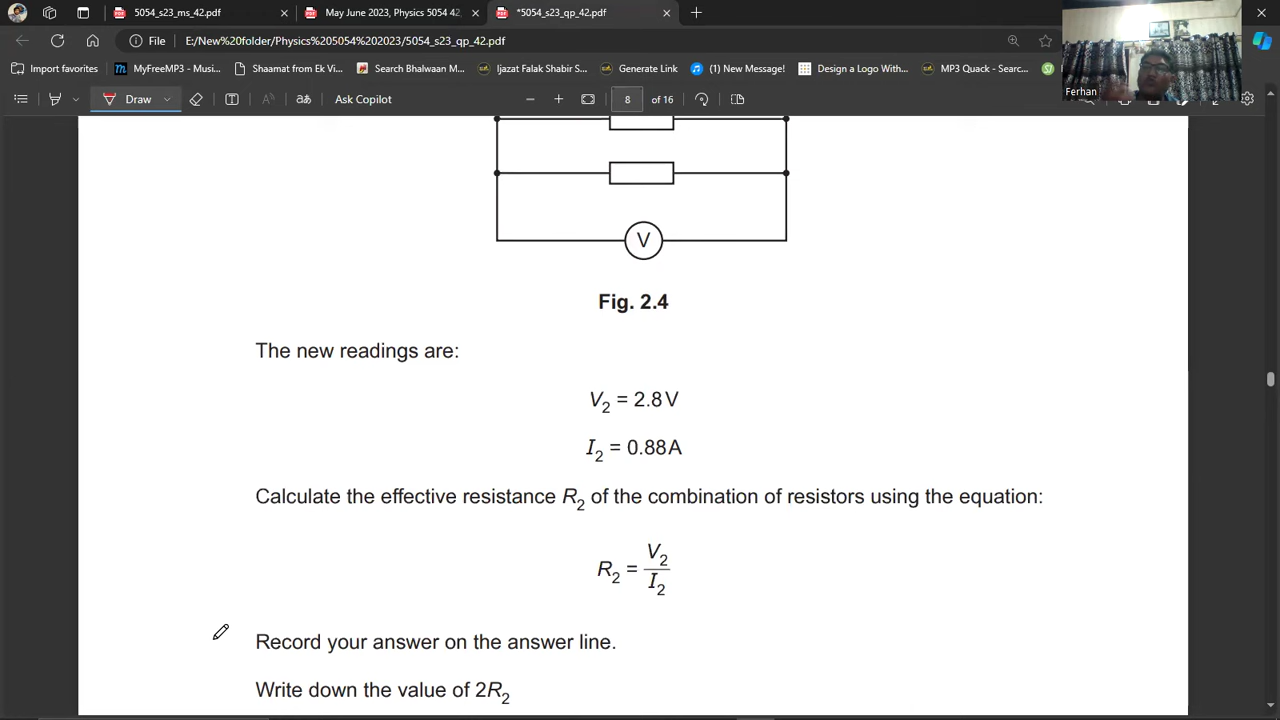 5054_s23_ms_42.pdf
May June 2023, Physics 5054 42,
*5054_s23_qp_42.pdf
File
E:/New%20folder/Physics%205054%202023/5054_s23_qp_42.pdf
Import favorites
MyFreeMP3 - Musi...
Shaamat from Ek Vi...
Search Bhalwaan M...
Ijazat Falak Shabir S...
Generate Link
(1) New Message!
Design a Logo With...
MP3 Quack - Searc...
Ferhan
Draw
Ask Copilot
8 of 16
V
Fig. 2.4
The new readings are:
V2 = 2.8 V
I2 = 0.88 A
Calculate the effective resistance R2 of the combination of resistors using the equation:
R2 = V2 / I2
Record your answer on the answer line.
Write down the value of 2R2